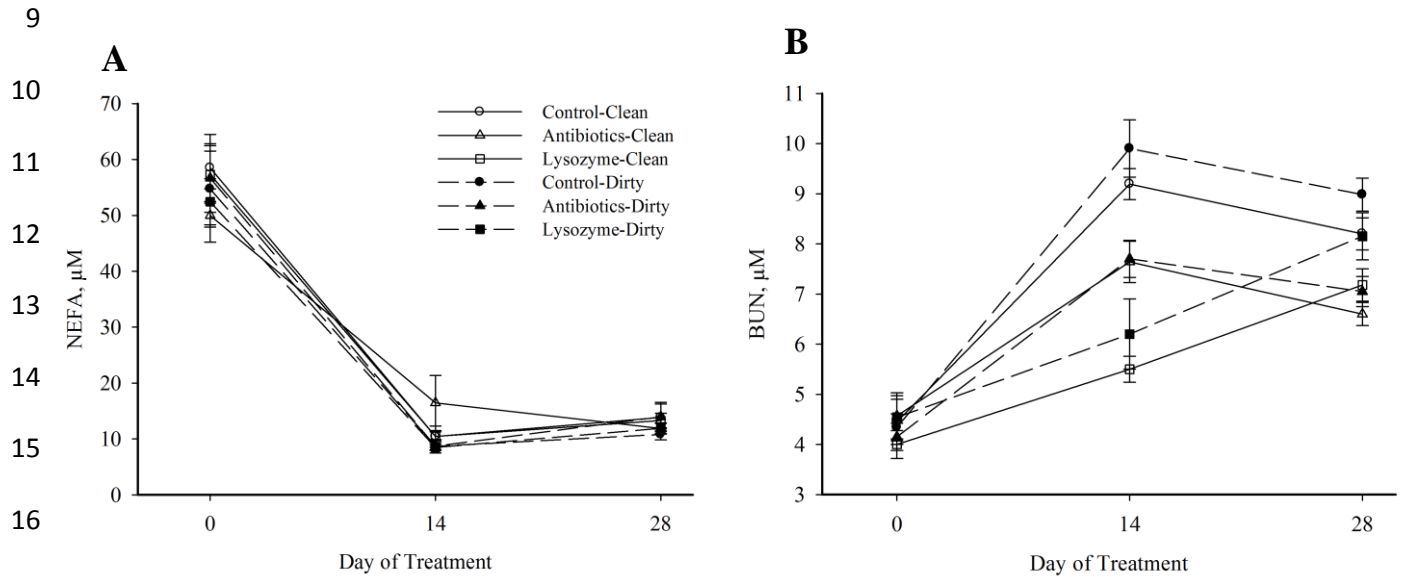 9
10
11
12
13
14
15
16
A
70
60
50
40
30
20
10
0
NEFA, µM
0 14 28
Day of Treatment
Control-Clean
Antibiotics-Clean
Lysozyme-Clean
Control-Dirty
Antibiotics-Dirty
Lysozyme-Dirty
B
11
10
9
8
7
6
5
4
3
BUN, µM
0 14 28
Day of Treatment